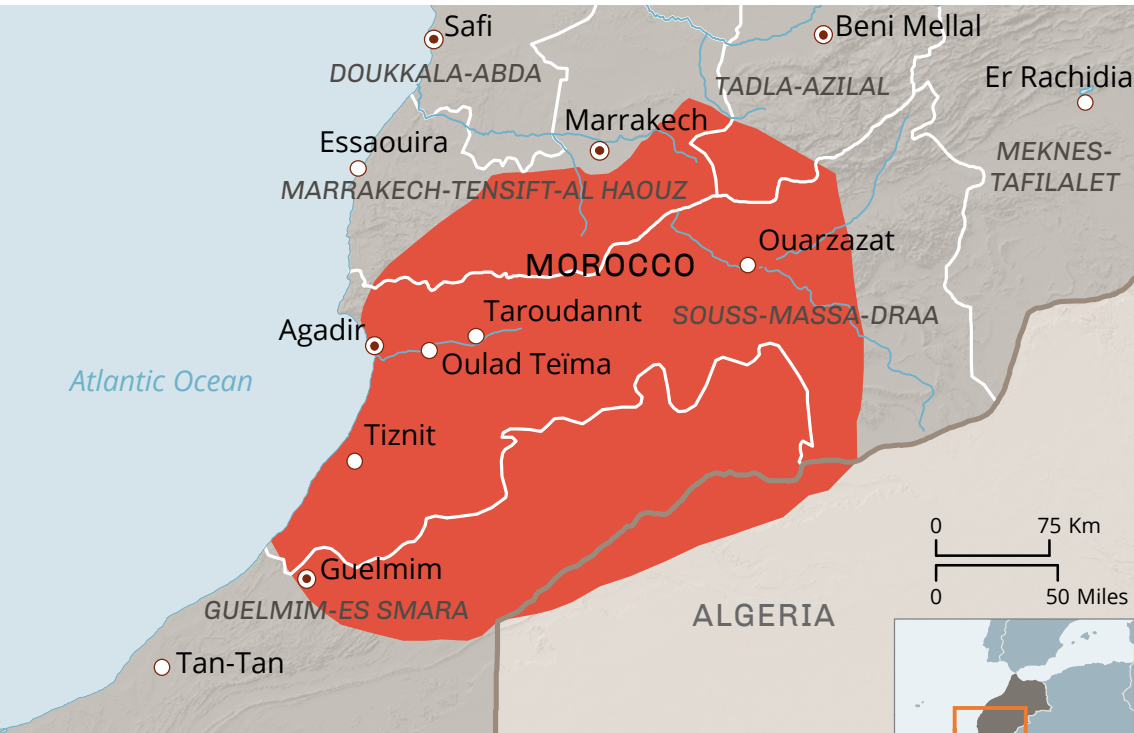 Safi
Beni Mellal
DOUKKALA-ABDA
TADLA-AZILAL
Er Rachidia
Marrakech
Essaouira
MEKNES-
TAFILALET
MARRAKECH-TENSIFT-AL HAOUZ
Ouarzazat
MOROCCO
Taroudannt
SOUSS-MASSA-DRAA
Agadir
Oulad Teïma
Atlantic Ocean
Tiznit
0 75 Km
Guelmim
0 50 Miles
GUELMIM-ES SMARA
ALGERIA
Tan-Tan